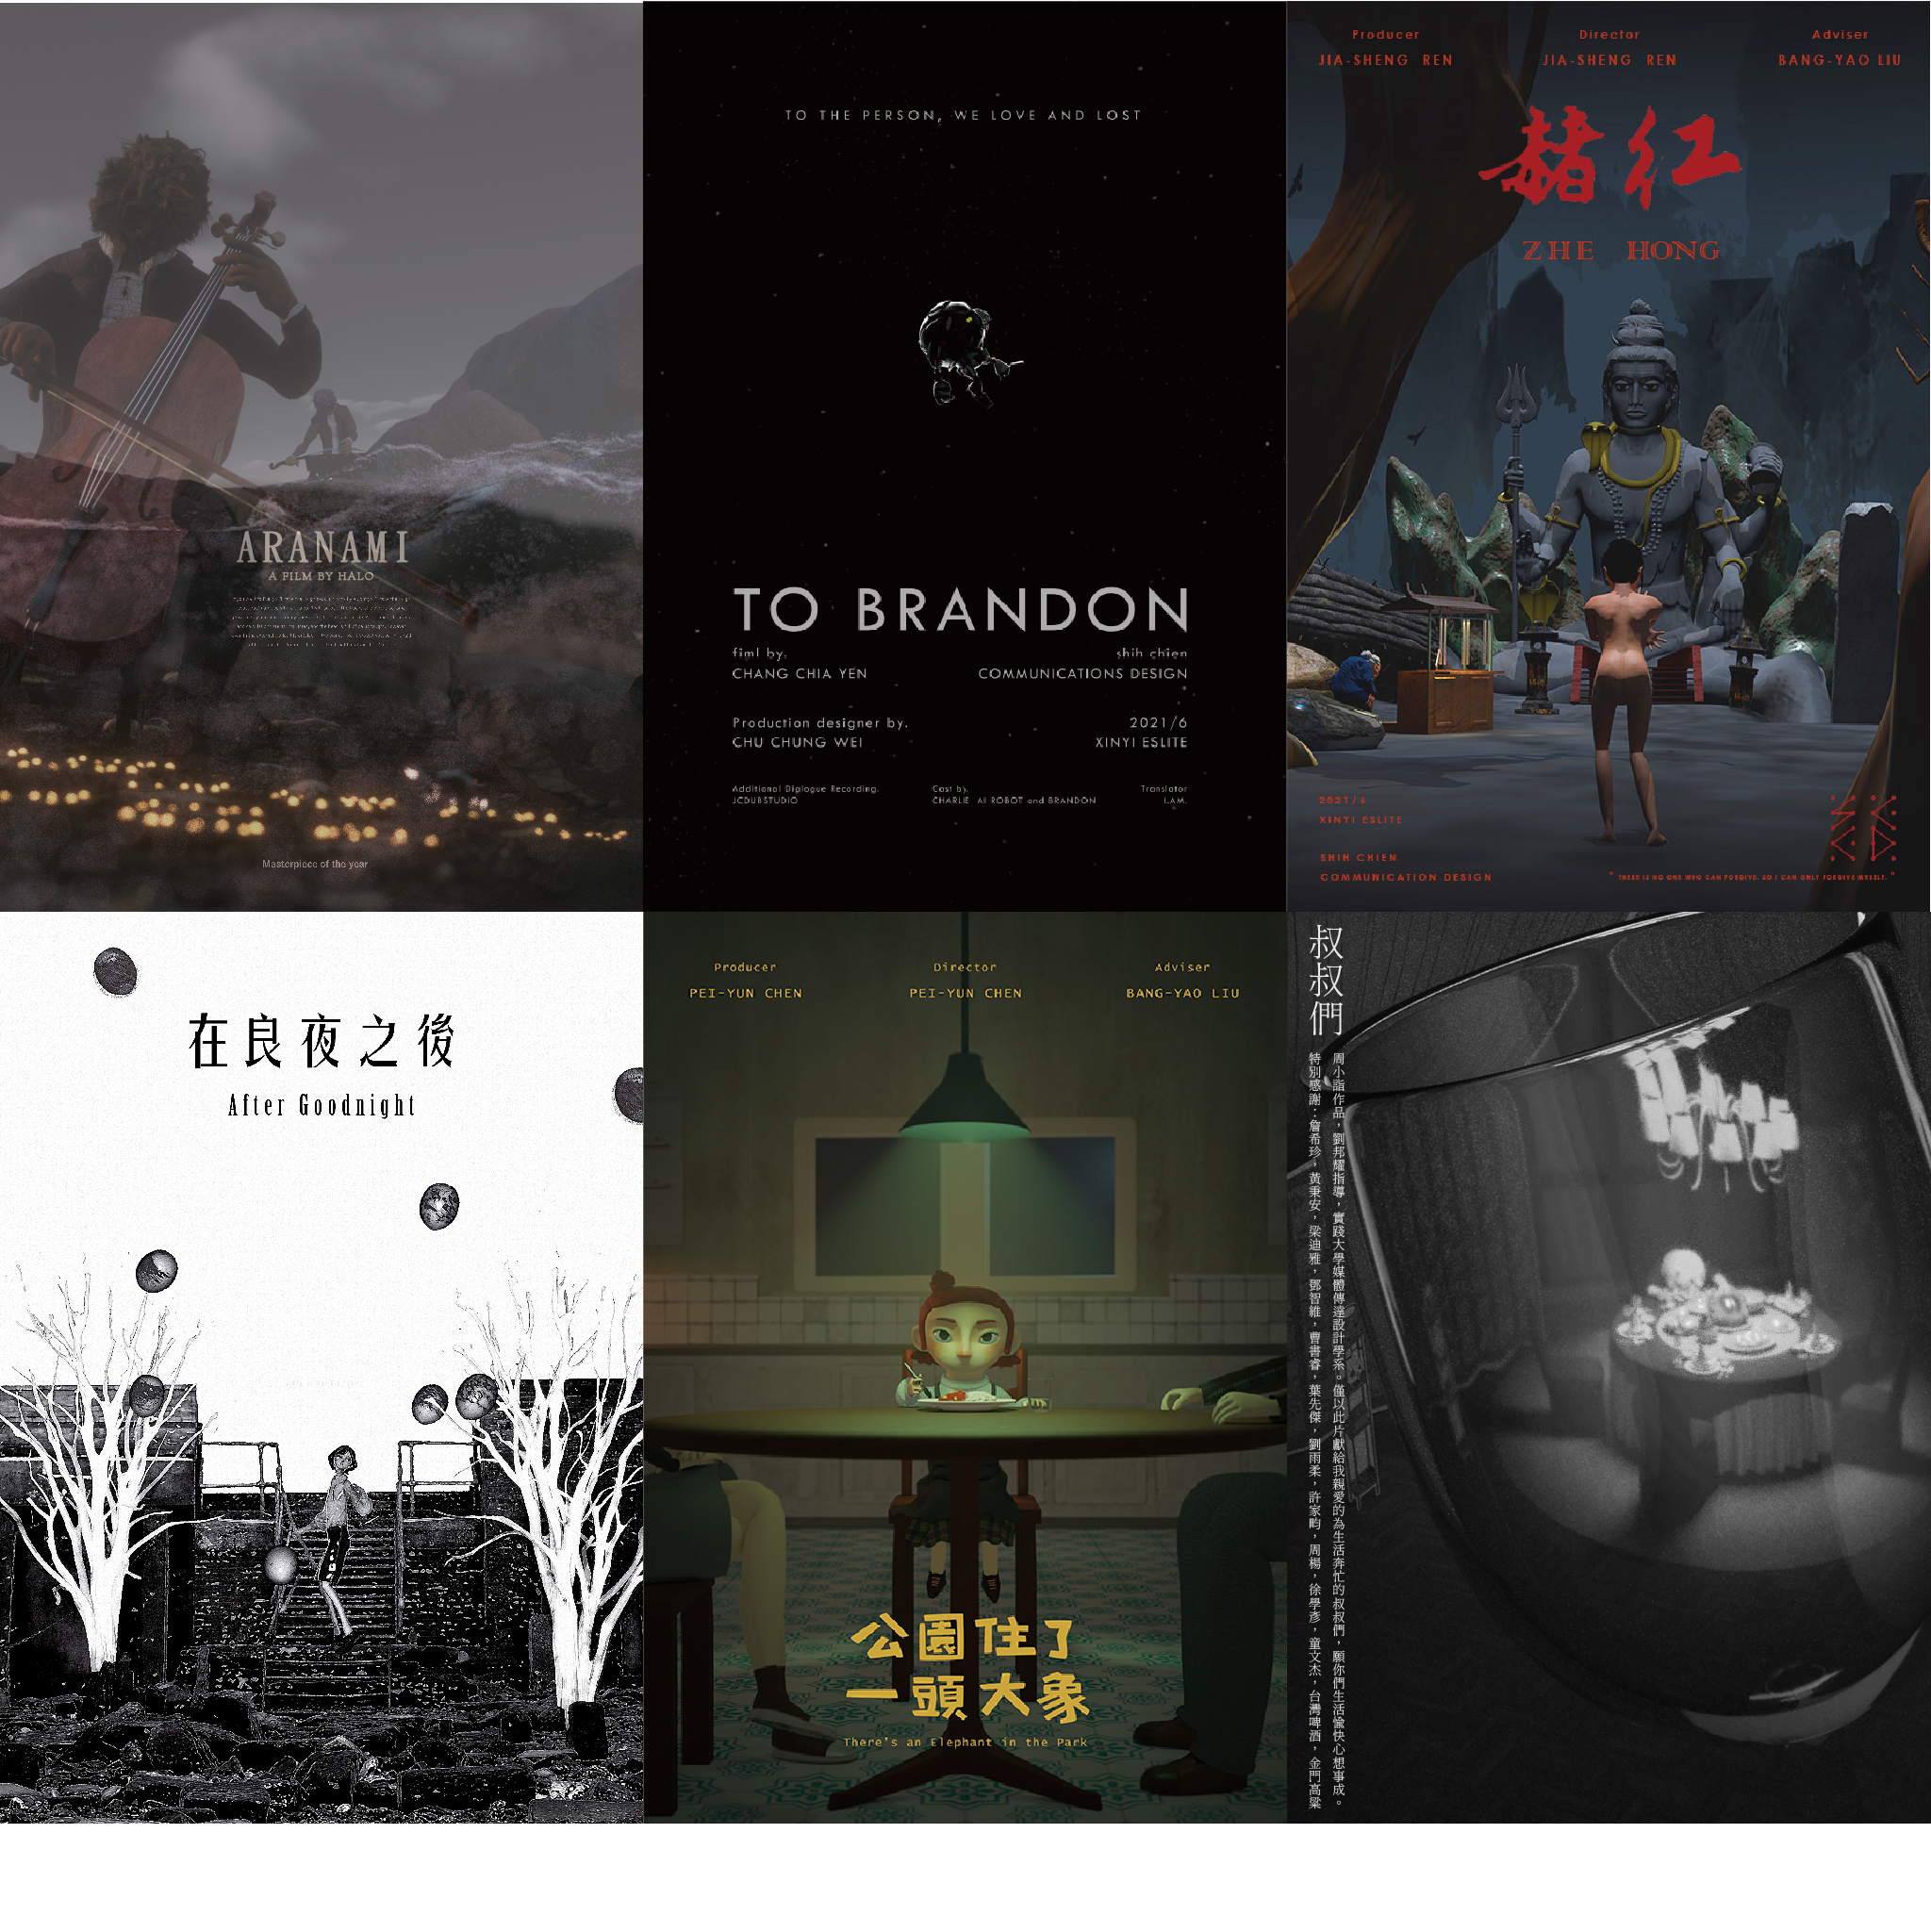 ARANAMI
A FILM BY HALO
Masterpiece of the year
TO THE PERSON, WE LOVE AND LOST
TO BRANDON
fiml by.
CHANG CHIA YEN
shih chien
COMMUNICATIONS DESIGN
Production designer by.
CHU CHUNG WEI
2021/6
XINYI ESLITE
Additional Diplogue Recording.
JCDUBSTUDIO
Cast by.
CHARLIE AI ROBOT and BRANDON
Translator
I.A.M.
Producer
JIA-SHENG REN
Director
JIA-SHENG REN
Adviser
BANG-YAO LIU
赭红
ZHE HONG
2021/6
XINYI ESLITE
SHIH CHIEN
COMMUNICATION DESIGN
" THERE IS NO ONE WHO CAN FORGIVE, SO I CAN ONLY FORGIVE MYSELF. "
在良夜之後
After Goodnight
Producer
PEI-YUN CHEN
Director
PEI-YUN CHEN
Adviser
BANG-YAO LIU
公園住了
一頭大象
There's an Elephant in the Park
叔叔們
周小脂作品，劉邦耀指導，實踐大學媒體傳達設計學系。僅以此片獻給我親愛的為生活奔忙的叔叔們，願你們生活愉快心想事成。
特別感謝：詹希珍，黃秉安，梁迪雅，鄧智維，曹書睿，葉先傑，劉雨柔，許家畇，周楊，徐學彥，童文杰，台灣啤酒，金門高粱